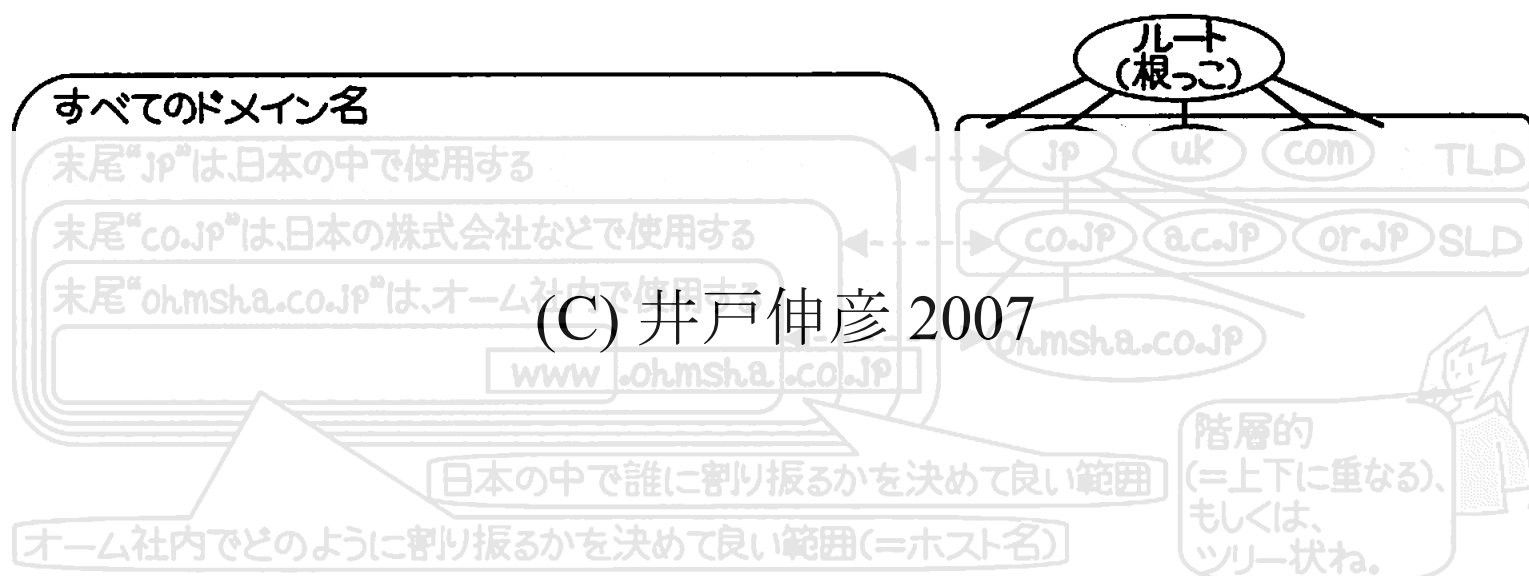 ルート
(根っこ)
すべてのドメイン名
末尾“jp”は、日本の中で使用する
jp uk com TLD
末尾“co.jp”は、日本の株式会社などで使用する
co.jp ac.jp or.jp SLD
末尾“ohmsha.co.jp”は、オーム社内で使用する
(C) 井戸伸彦 2007
ohmsha.co.jp
www.ohmsha.co.jp
日本の中で誰に割り振るかを決めて良い範囲
オーム社内でどのように割り振るかを決めて良い範囲(=ホスト名)
階層的
(=上下に重なる)、
もしくは、
ツリー状ね。